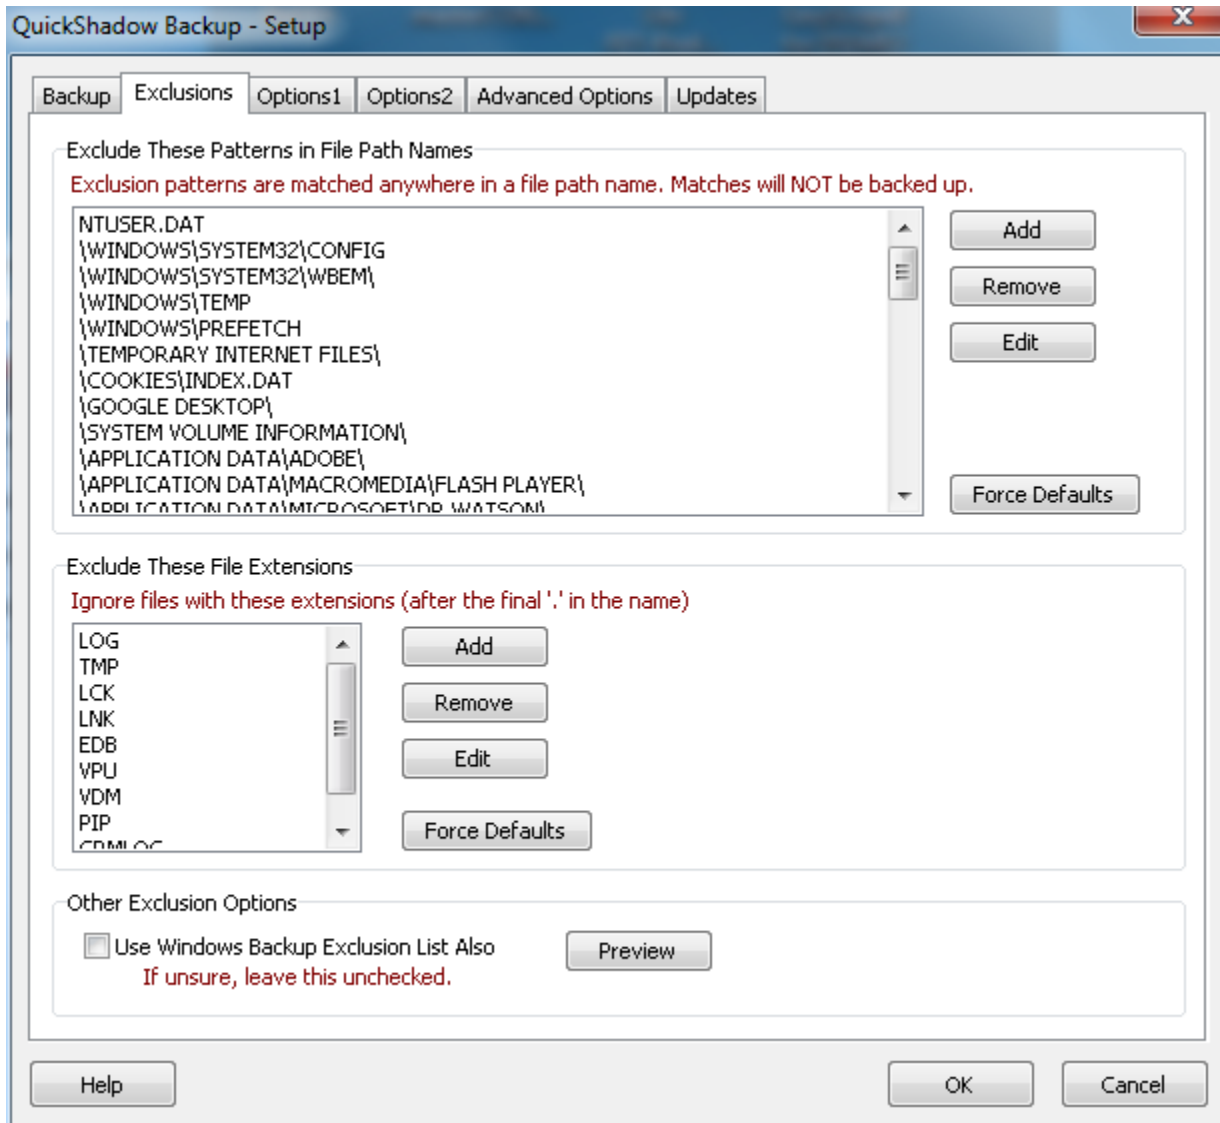 QuickShadow Backup - Setup
Backup Exclusions Options1 Options2 Advanced Options Updates
Exclude These Patterns in File Path Names
Exclusion patterns are matched anywhere in a file path name. Matches will NOT be backed up.
NTUSER.DAT
\WINDOWS\SYSTEM32\CONFIG
\WINDOWS\SYSTEM32\WBEM\
\WINDOWS\TEMP
\WINDOWS\PREFETCH
\TEMPORARY INTERNET FILES\
\COOKIES\INDEX.DAT
\GOOGLE DESKTOP\
\SYSTEM VOLUME INFORMATION\
\APPLICATION DATA\ADOBE\
\APPLICATION DATA\MACROMEDIA\FLASH PLAYER\
\APPLICATION DATA\MICROSOFT\DR WATSON\
Add
Remove
Edit
Force Defaults
Exclude These File Extensions
Ignore files with these extensions (after the final '.' in the name)
LOG
TMP
LCK
LNK
EDB
VPU
VDM
PIP
Add
Remove
Edit
Force Defaults
Other Exclusion Options
Use Windows Backup Exclusion List Also
If unsure, leave this unchecked.
Preview
Help
OK
Cancel